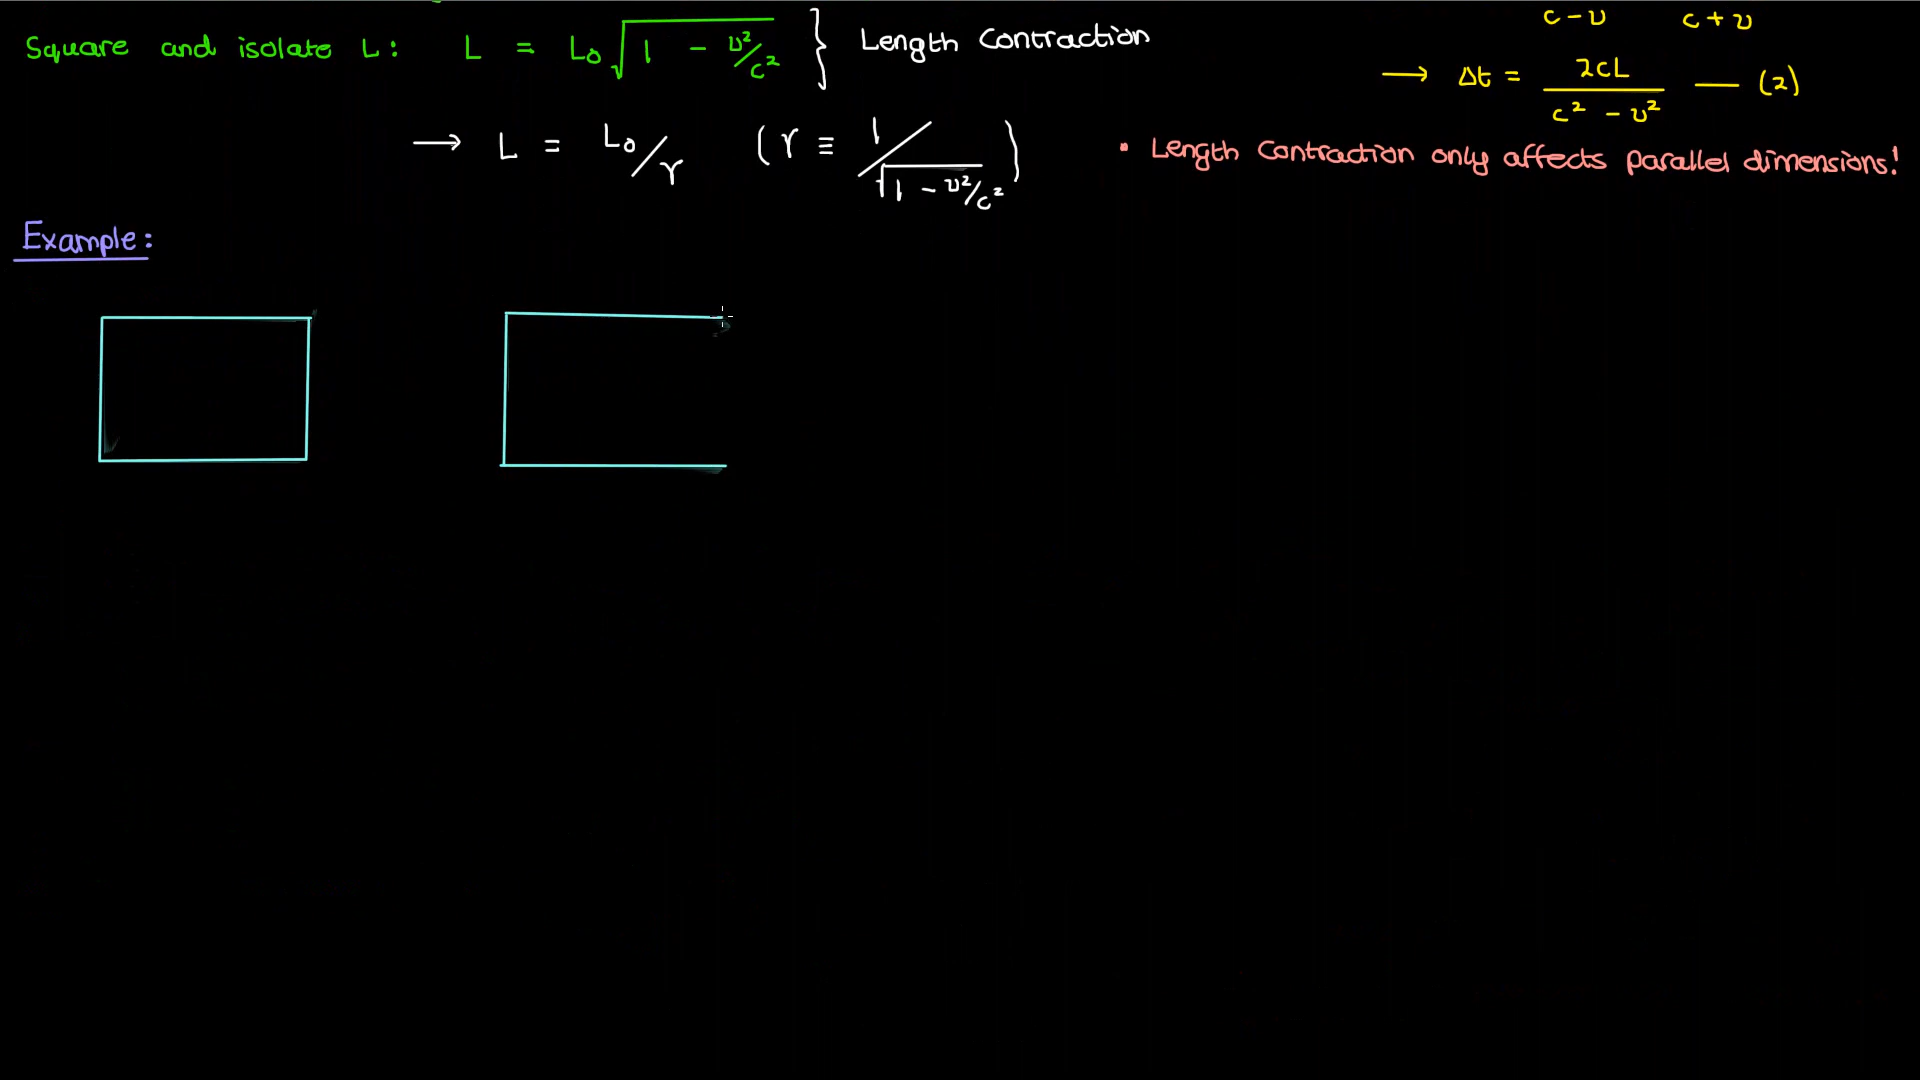 Square and isolate L: L = L₀√(1 - v²/c²) } Length Contraction
→ L = L₀/γ (γ ≡ 1/√(1 - v²/c²))
c - v c + v
→ Δt = 2cL/(c² - v²) — (2)
• Length Contraction only affects parallel dimensions!
Example: